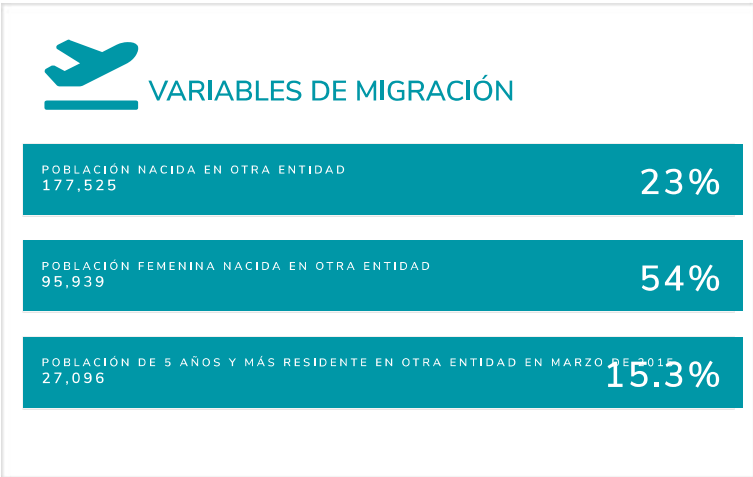 VARIABLES DE MIGRACIÓN
POBLACIÓN NACIDA EN OTRA ENTIDAD
177,525
23%
POBLACIÓN FEMENINA NACIDA EN OTRA ENTIDAD
95,939
54%
POBLACIÓN DE 5 AÑOS Y MÁS RESIDENTE EN OTRA ENTIDAD EN MARZO DE 2015
27,096
15.3%